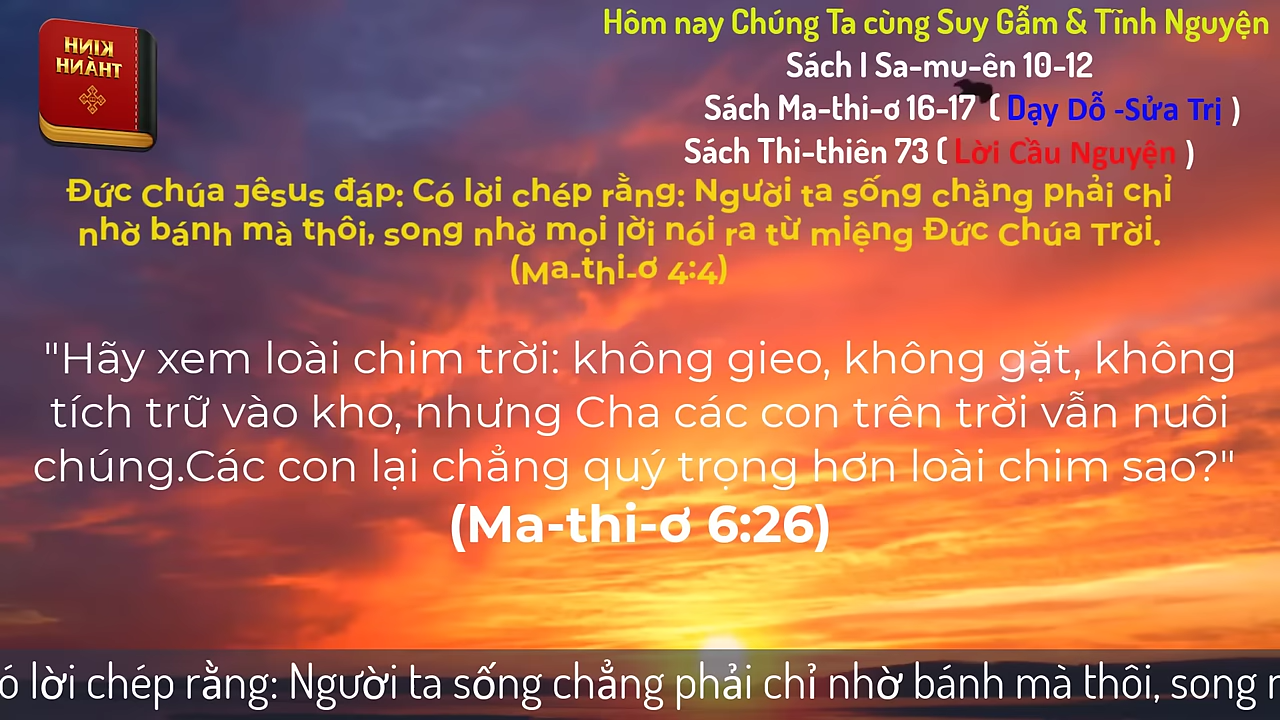 KINH
THÁNH
Hôm nay Chúng Ta cùng Suy Gẫm & Tĩnh Nguyện
Sách I Sa-mu-ên 10-12
Sách Ma-thi-ơ 16-17 ( Dạy Dỗ -Sửa Trị )
Sách Thi-thiên 73 ( Lời Cầu Nguyện )
Đức Chúa Jêsus đáp: Có lời chép rằng: Người ta sống chẳng phải chỉ
nhờ bánh mà thôi, song nhờ mọi lời nói ra từ miệng Đức Chúa Trời.
(Ma-thi-ơ 4:4)
"Hãy xem loài chim trời: không gieo, không gặt, không
tích trữ vào kho, nhưng Cha các con trên trời vẫn nuôi
chúng.Các con lại chẳng quý trọng hơn loài chim sao?"
(Ma-thi-ơ 6:26)
ó lời chép rằng: Người ta sống chẳng phải chỉ nhờ bánh mà thôi, song